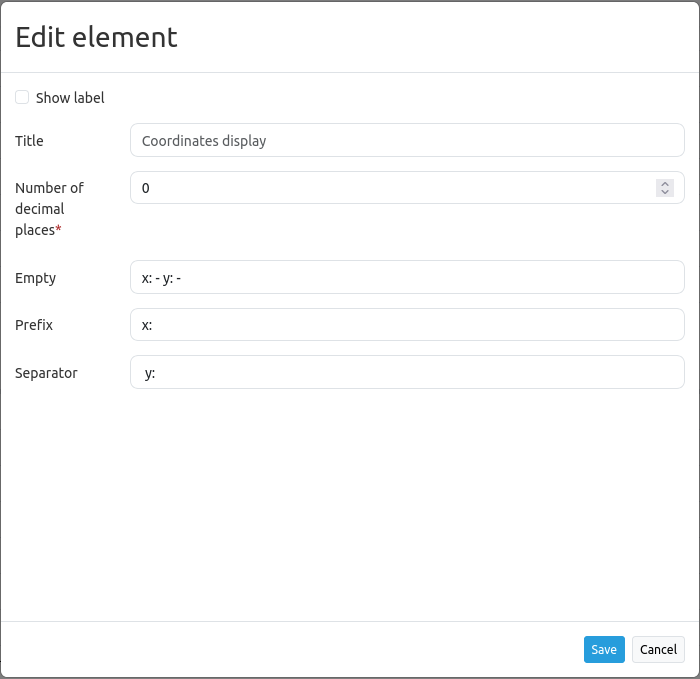 Edit element
Show label
Title
Coordinates display
Number of
decimal
places*
0
Empty
x: - y: -
Prefix
x:
Separator
y:
Save
Cancel